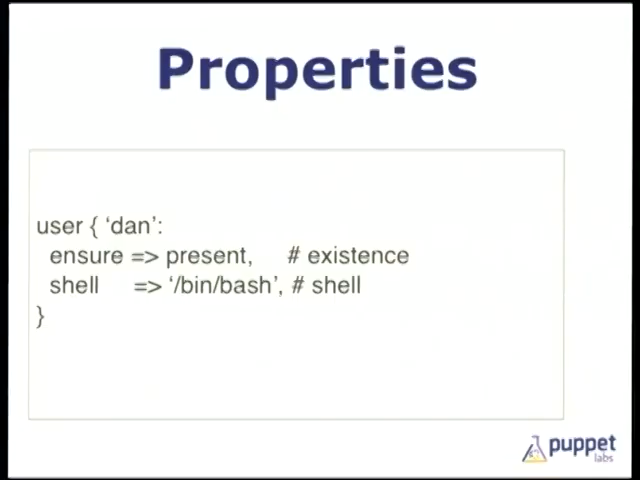 Properties
user { ‘dan’:
ensure => present, # existence
shell => ‘/bin/bash’, # shell
}
puppet
labs